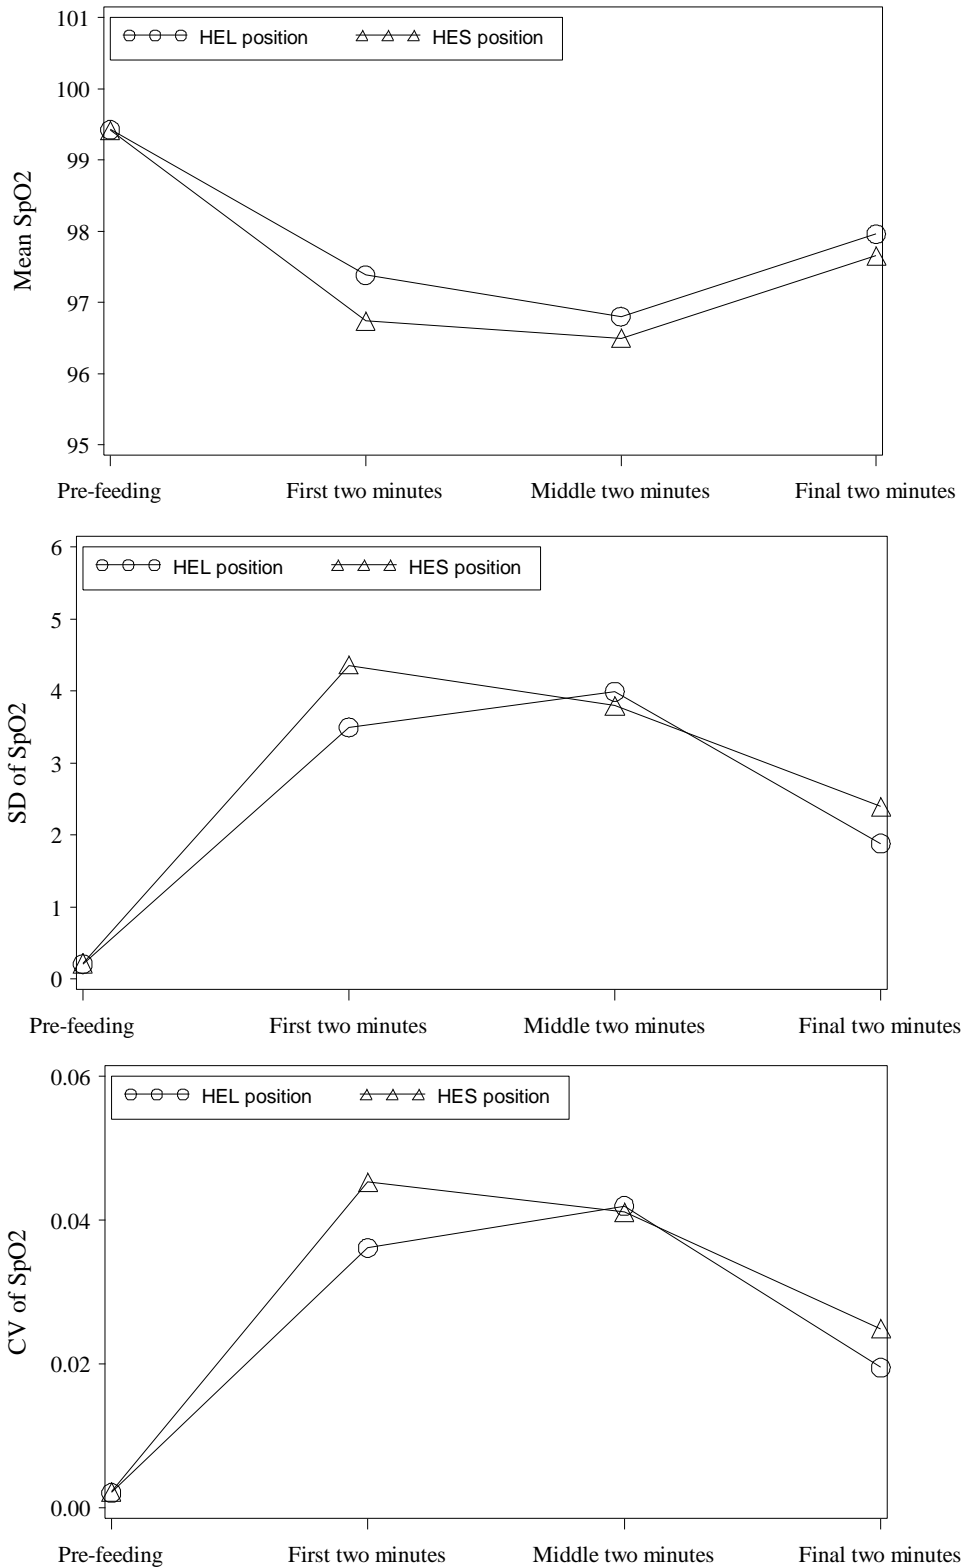 101
HEL position HES position
100
99
98
97
96
95
Mean SpO2
Pre-feeding First two minutes Middle two minutes Final two minutes
6
HEL position HES position
5
4
3
2
1
0
SD of SpO2
Pre-feeding First two minutes Middle two minutes Final two minutes
0.06
HEL position HES position
0.04
0.02
0.00
CV of SpO2
Pre-feeding First two minutes Middle two minutes Final two minutes